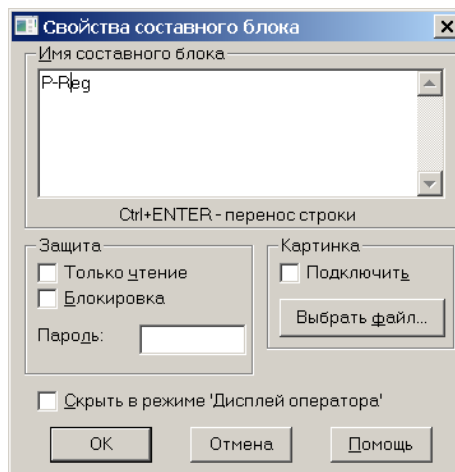 Свойства составного блока
Имя составного блока
P-Reg
Ctrl+ENTER - перенос строки
Защита
Только чтение
Блокировка
Пароль:
Картинка
Подключить
Выбрать файл...
Скрыть в режиме 'Дисплей оператора'
OK
Отмена
Помощь